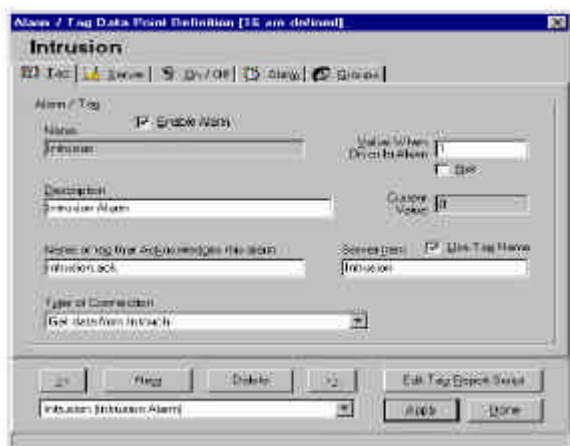 Alarm / Tag Data Point Definition [16 are defined]
Intrusion
Tag Server On / Off Alarm Groups
Alarm / Tag
Enable Alarm
Name
Intrusion
Value When
Driver In Alarm
1
Description
Intrusion Alarm
Current
Value
0
Name of tag that Acknowledges this alarm
Intrusion.ack
Server Item
Use Tag Name
Intrusion
Type of Connection
Get data from Intouch
New Delete Edit Tag Report Script
Intrusion [Intrusion Alarm] Apply Done